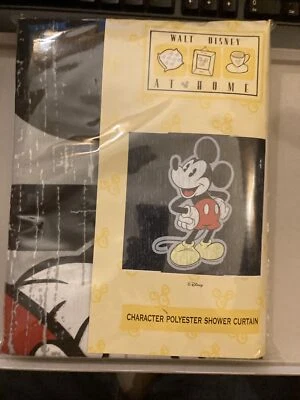 WALT DISNEY
AT HOME
©Disney
CHARACTER POLYESTER SHOWER CURTAIN